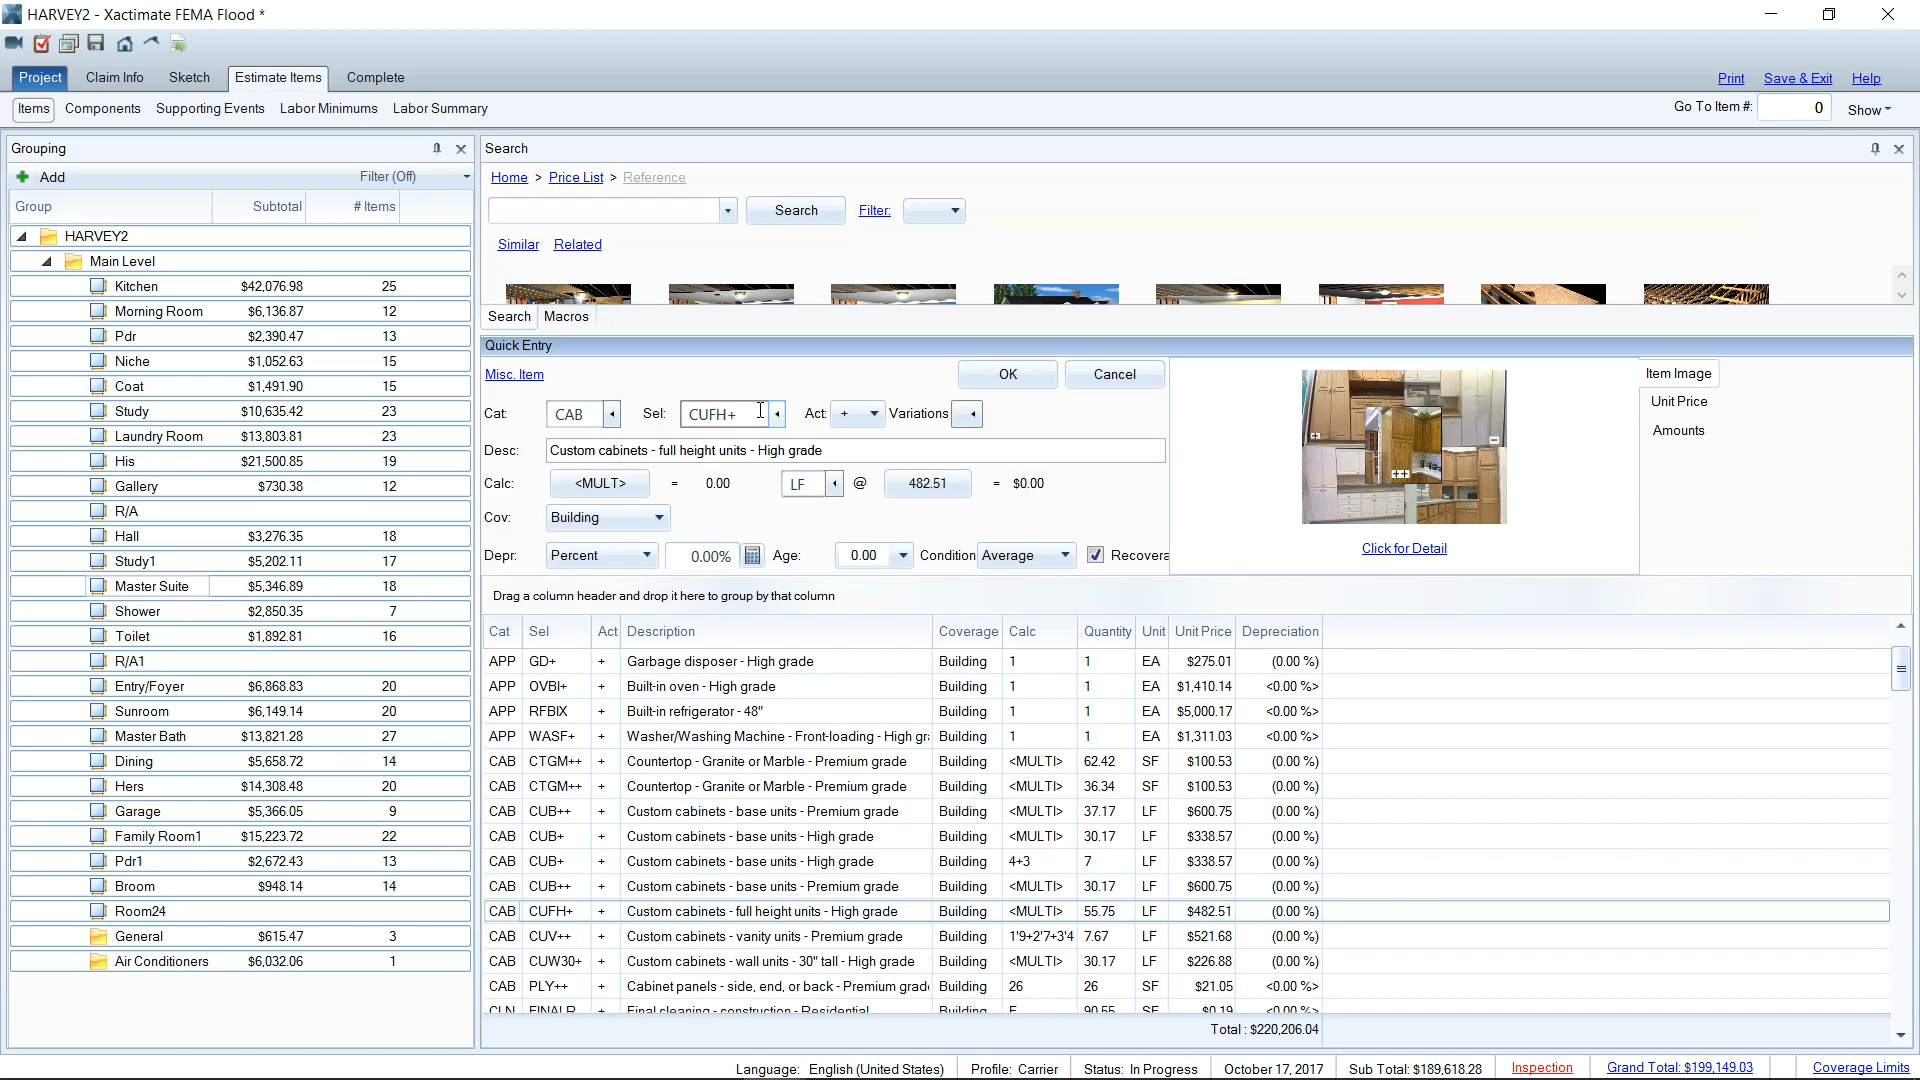 HARVEY2 - Xactimate FEMA Flood *
Project Claim Info Sketch Estimate Items Complete
Print Save & Exit Help
Items Components Supporting Events Labor Minimums Labor Summary
Go To Item #: 0 Show
Grouping
Add Filter (Off)
Group Subtotal # Items
HARVEY2
Main Level
Kitchen $42,076.98 25
Morning Room $6,136.87 12
Pdr $2,390.47 13
Niche $1,052.63 15
Coat $1,491.90 15
Study $10,635.42 23
Laundry Room $13,803.81 23
His $21,500.85 19
Gallery $730.38 12
R/A
Hall $3,276.35 18
Study1 $5,202.11 17
Master Suite $5,346.89 18
Shower $2,850.35 7
Toilet $1,892.81 16
R/A1
Entry/Foyer $6,868.83 20
Sunroom $6,149.14 20
Master Bath $13,821.28 27
Dining $5,658.72 14
Hers $14,308.48 20
Garage $5,366.05 9
Family Room1 $15,223.72 22
Pdr1 $2,672.43 13
Broom $948.14 14
Room24
General $615.47 3
Air Conditioners $6,032.06 1
Search
Home > Price List > Reference
Search Filter:
Similar Related
Search Macros
Quick Entry
Misc. Item OK Cancel
Cat: CAB Sel: CUFH+ Act: + Variations
Desc: Custom cabinets - full height units - High grade
Calc: <MULT> = 0.00 LF @ 482.51 = $0.00
Cov: Building
Depr: Percent 0.00% Age: 0.00 Condition Average Recovera
++
Click for Detail
Item Image
Unit Price
Amounts
Drag a column header and drop it here to group by that column
Cat Sel Act Description Coverage Calc Quantity Unit Unit Price Depreciation
APP GD+ + Garbage disposer - High grade Building 1 1 EA $275.01 (0.00 %)
APP OVBI+ + Built-in oven - High grade Building 1 1 EA $1,410.14 <0.00 %>
APP RFBIX + Built-in refrigerator - 48" Building 1 1 EA $5,000.17 <0.00 %>
APP WASF+ + Washer/Washing Machine - Front-loading - High gr Building 1 1 EA $1,311.03 <0.00 %>
CAB CTGM++ + Countertop - Granite or Marble - Premium grade Building <MULTI> 62.42 SF $100.53 (0.00 %)
CAB CTGM++ + Countertop - Granite or Marble - Premium grade Building <MULTI> 36.34 SF $100.53 (0.00 %)
CAB CUB++ + Custom cabinets - base units - Premium grade Building <MULTI> 37.17 LF $600.75 (0.00 %)
CAB CUB+ + Custom cabinets - base units - High grade Building <MULTI> 30.17 LF $338.57 (0.00 %)
CAB CUB+ + Custom cabinets - base units - High grade Building 4+3 7 LF $338.57 (0.00 %)
CAB CUB++ + Custom cabinets - base units - Premium grade Building <MULTI> 30.17 LF $600.75 (0.00 %)
CAB CUFH+ + Custom cabinets - full height units - High grade Building <MULTI> 55.75 LF $482.51 (0.00 %)
CAB CUV++ + Custom cabinets - vanity units - Premium grade Building 1'9+2'7+3'4 7.67 LF $521.68 (0.00 %)
CAB CUW30+ + Custom cabinets - wall units - 30" tall - High grade Building <MULTI> 30.17 LF $226.88 (0.00 %)
CAB PLY++ + Cabinet panels - side, end, or back - Premium grad Building 26 26 SF $21.05 <0.00 %>
CLN FINALR + Final cleaning - construction - Residential Building F 90.55 SF $0.19 <0.00 %>
Total : $220,206.04
Language: English (United States) Profile: Carrier Status: In Progress October 17, 2017 Sub Total: $189,618.28 Inspection Grand Total: $199,149.03 Coverage Limits